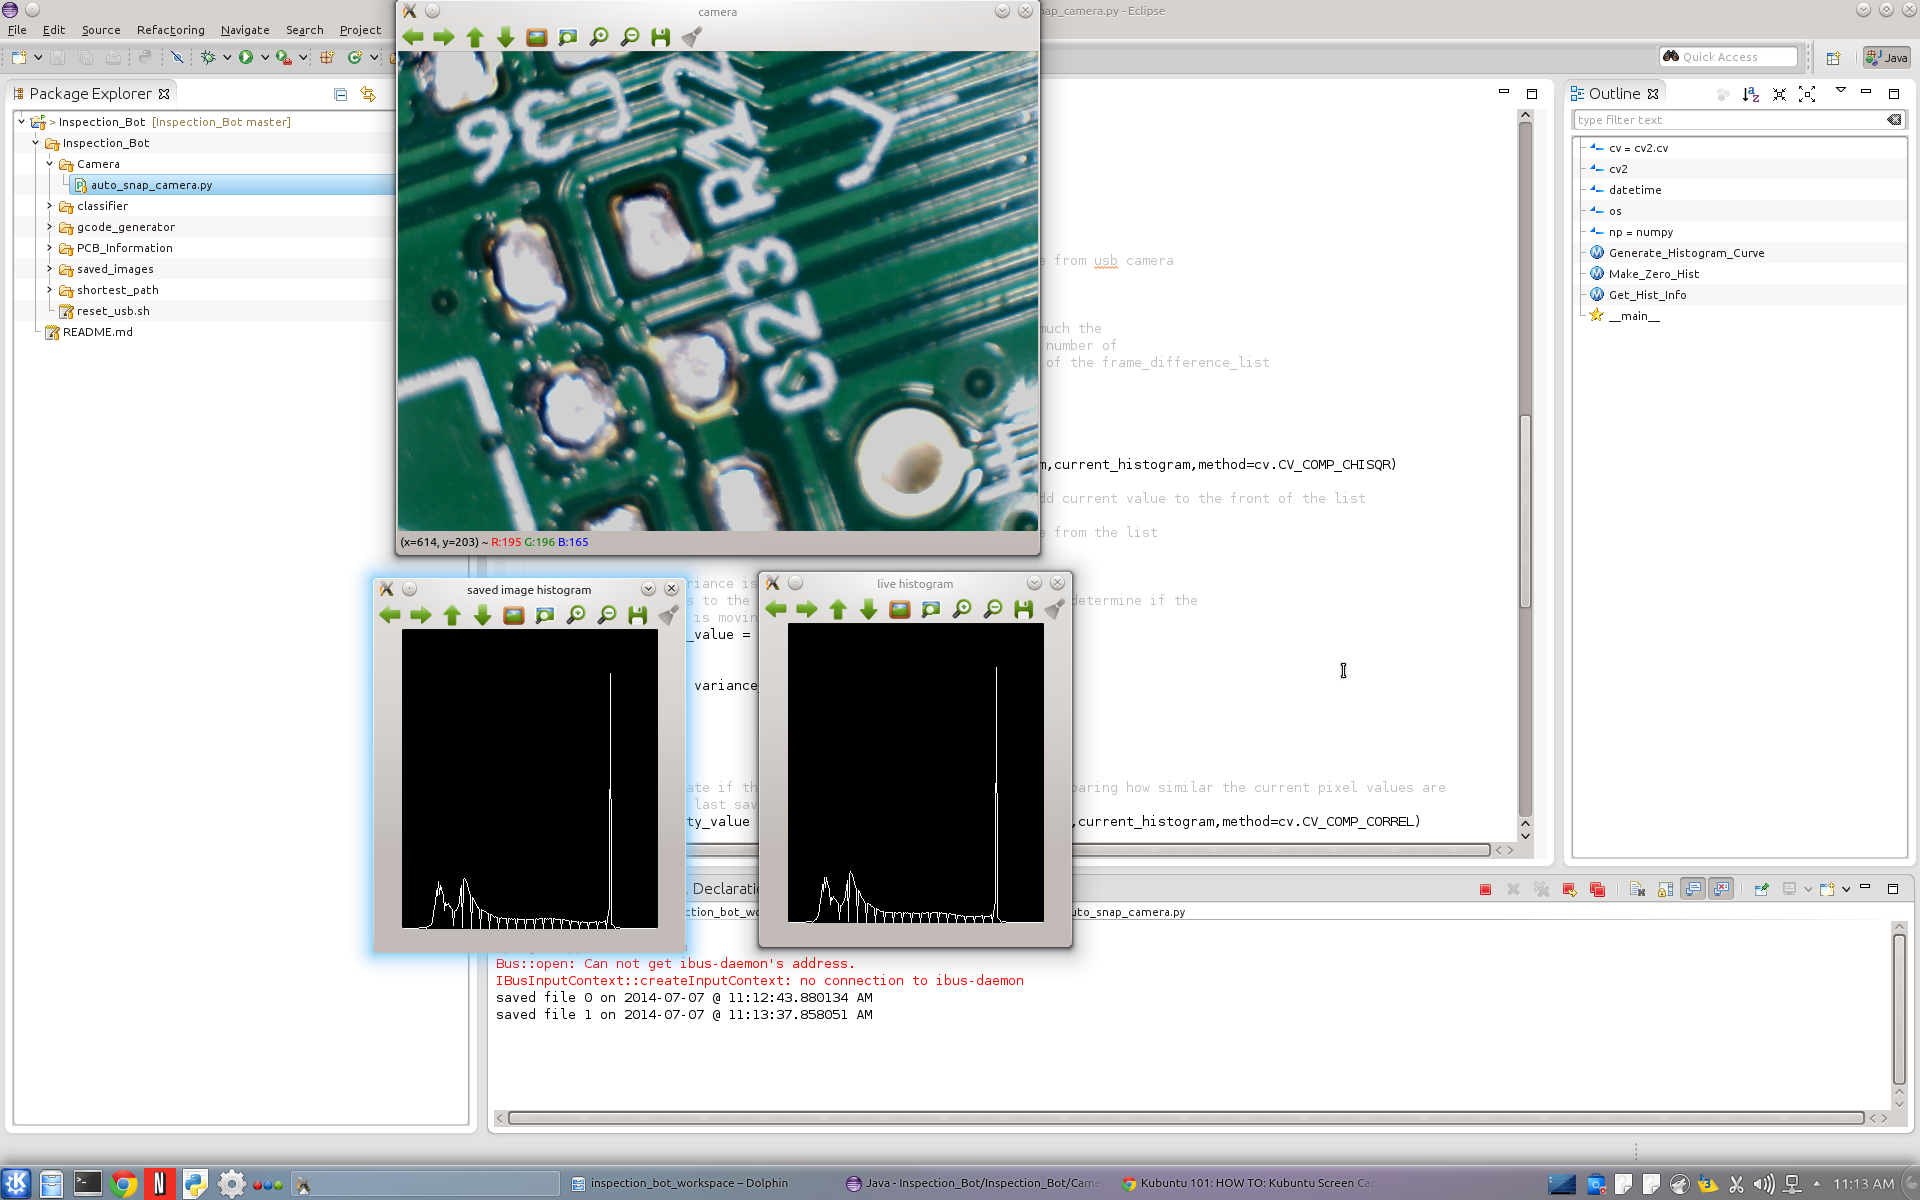 camera
nap_camera.py - Eclipse
File Edit Source Refactoring Navigate Search Project
Quick Access
Java
Package Explorer
> Inspection_Bot [Inspection_Bot master]
Inspection_Bot
Camera
auto_snap_camera.py
classifier
gcode_generator
PCB_Information
saved_images
shortest_path
reset_usb.sh
README.md
C36
RN2
C23
(x=614, y=203) ~ R:195 G:196 B:165
e from usb camera
much the
number of
of the frame_difference_list
m,current_histogram,method=cv.CV_COMP_CHISQR)
dd current value to the front of the list
e from the list
riance is
s to the
determine if the
is movin
_value =
variance_
ate if th
paring how similar the current pixel values are
last sav
ty_value
,current_histogram,method=cv.CV_COMP_CORREL)
Outline
type filter text
cv = cv2.cv
cv2
datetime
os
np = numpy
Generate_Histogram_Curve
Make_Zero_Hist
Get_Hist_Info
__main__
saved image histogram
live histogram
Declaratio
ction_bot_wo
uto_snap_camera.py
Bus::open: Can not get ibus-daemon's address.
IBusInputContext::createInputContext: no connection to ibus-daemon
saved file 0 on 2014-07-07 @ 11:12:43.880134 AM
saved file 1 on 2014-07-07 @ 11:13:37.858051 AM
inspection_bot_workspace – Dolphin
Java - Inspection_Bot/Inspection_Bot/Came
Kubuntu 101: HOW TO: Kubuntu Screen Cap
11:13 AM